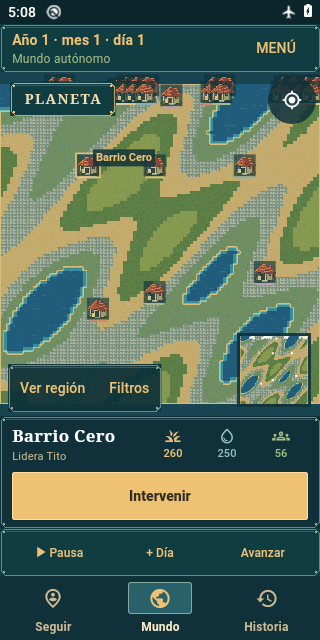 5:08
Año 1 · mes 1 · día 1
Mundo autónomo
MENÚ
PLANETA
Barrio Cero
Ver región
Filtros
Barrio Cero
Lidera Tito
260
250
56
Intervenir
Pausa
+ Día
Avanzar
Seguir
Mundo
Historia